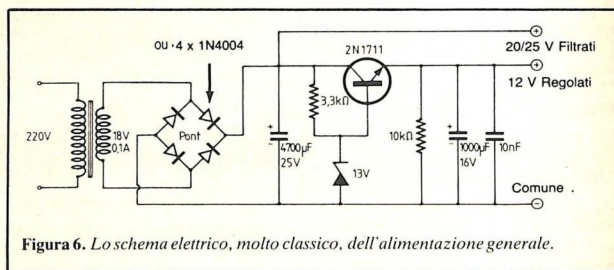 OU · 4 x 1N4004
2N1711
20/25 V Filtrati
12 V Regolati
3,3kΩ
220V
18V
0,1A
Pont
4700µF
25V
13V
10kΩ
1000µF
16V
10nF
Comune .
Figura 6. Lo schema elettrico, molto classico, dell'alimentazione generale.